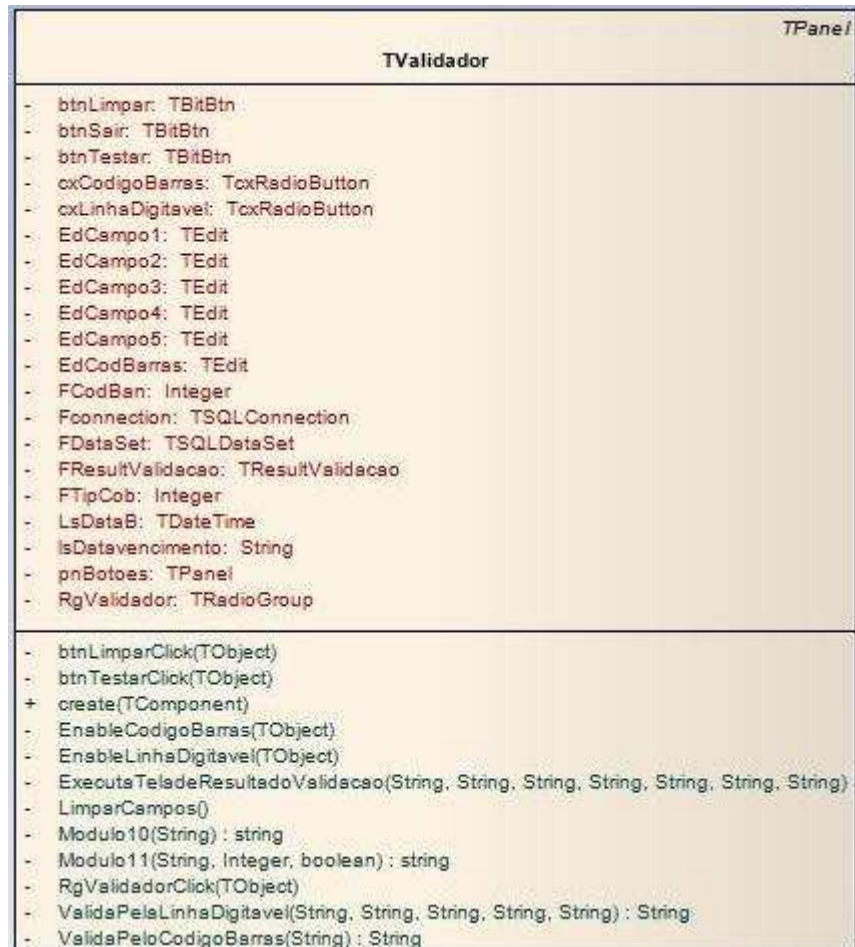 TPanel
TValidador
- btnLimpar: TBitBtn
- btnSair: TBitBtn
- btnTestar: TBitBtn
- cxCodigoBarras: TcxRadioButton
- cxLinhaDigitavel: TcxRadioButton
- EdCampo1: TEdit
- EdCampo2: TEdit
- EdCampo3: TEdit
- EdCampo4: TEdit
- EdCampo5: TEdit
- EdCodBarras: TEdit
- FCodBan: Integer
- Fconnection: TSQLConnection
- FDataSet: TSQLDataSet
- FResultValidacao: TResultValidacao
- FTipCob: Integer
- LsDataB: TDateTime
- lsDatavencimento: String
- pnBotoes: TPanel
- RgValidador: TRadioGroup
- btnLimparClick(TObject)
- btnTestarClick(TObject)
+ create(TComponent)
- EnableCodigoBarras(TObject)
- EnableLinhaDigitavel(TObject)
- ExecutaTeladeResultadoValidacao(String, String, String, String, String, String, String)
- LimparCampos()
- Modulo10(String) : string
- Modulo11(String, Integer, boolean) : string
- RgValidadorClick(TObject)
- ValidaPelaLinhaDigitavel(String, String, String, String, String) : String
- ValidaPeloCodigoBarras(String) : String